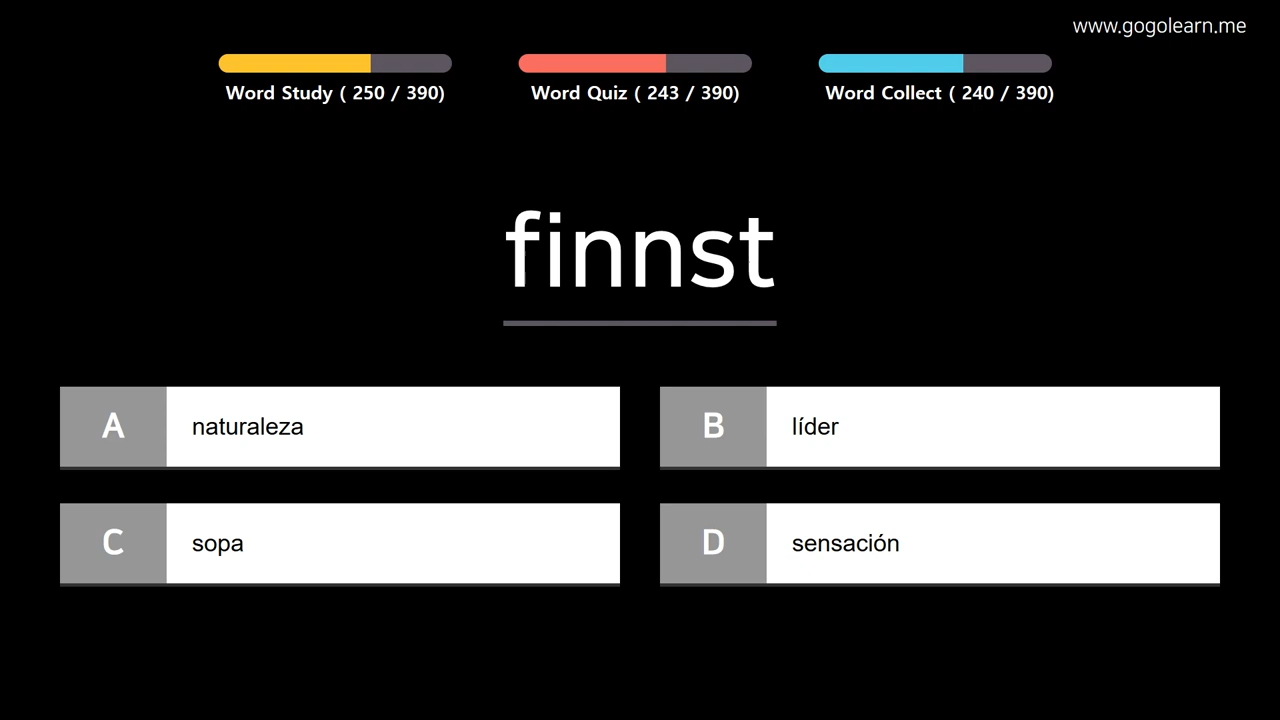 www.gogolearn.me
Word Study ( 250 / 390)
Word Quiz ( 243 / 390)
Word Collect ( 240 / 390)
finnst
A naturaleza
B líder
C sopa
D sensación